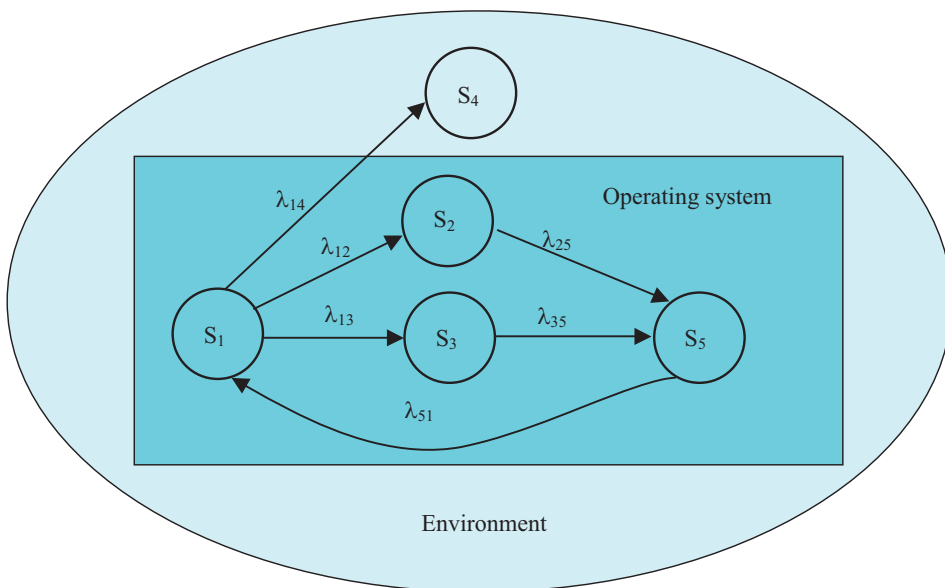 S₄
Operating system
λ₁₄
S₂
λ₁₂
λ₂₅
S₁
λ₁₃
S₃
λ₃₅
S₅
λ₅₁
Environment